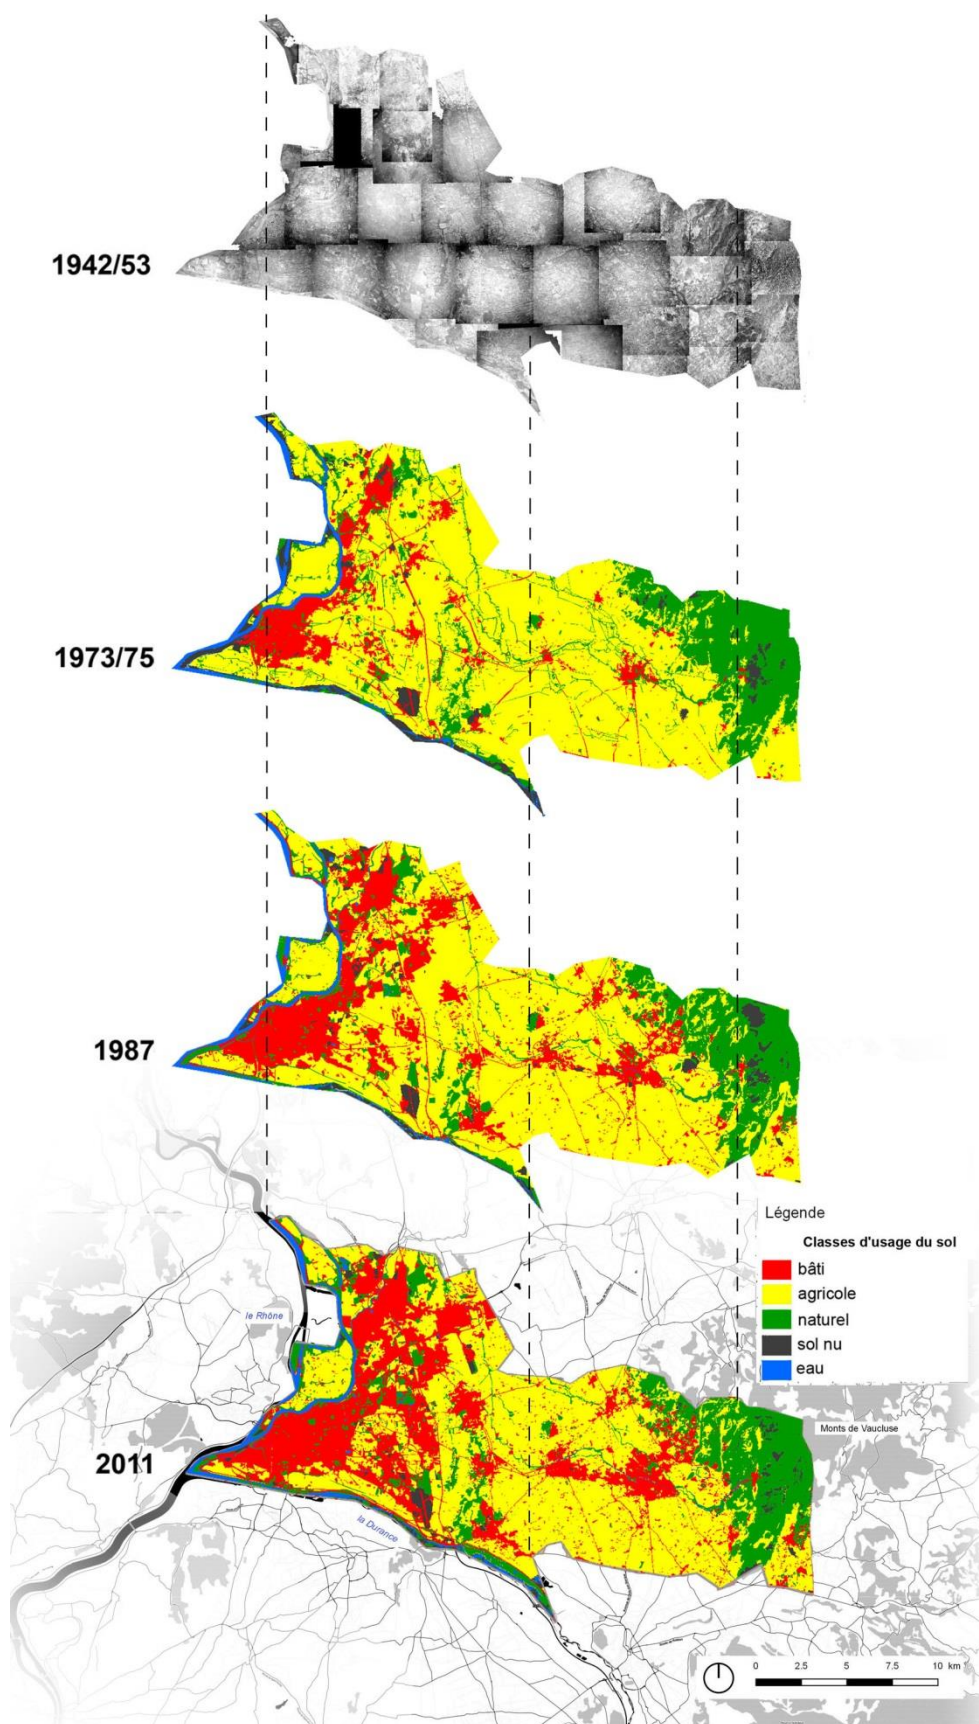 1942/53
1973/75
1987
Légende
Classes d'usage du sol
bâti
agricole
naturel
sol nu
eau
le Rhône
Monts de Vaucluse
2011
la Durance
0 2.5 5 7,5 10 km